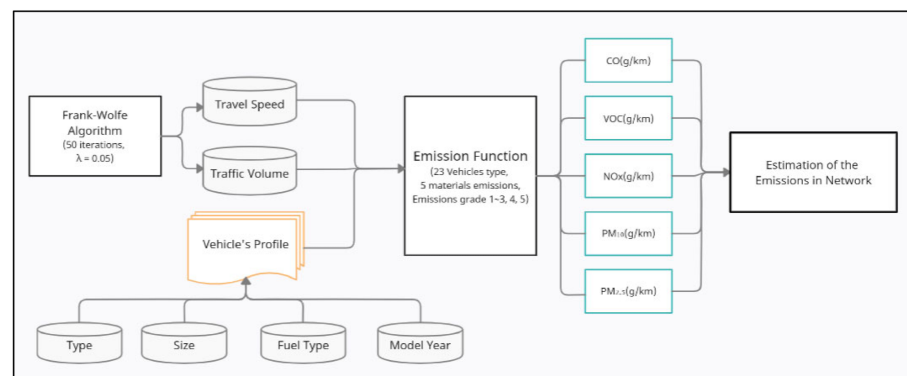 Frank-Wolfe
Algorithm
(50 iterations,
λ = 0.05)
Travel Speed
Traffic Volume
Vehicle's Profile
Type
Size
Fuel Type
Model Year
Emission Function
(23 Vehicles type,
5 materials emissions,
Emissions grade 1~3, 4, 5)
CO(g/km)
VOC(g/km)
NOx(g/km)
PM₁₀(g/km)
PM₂.₅(g/km)
Estimation of the
Emissions in Network